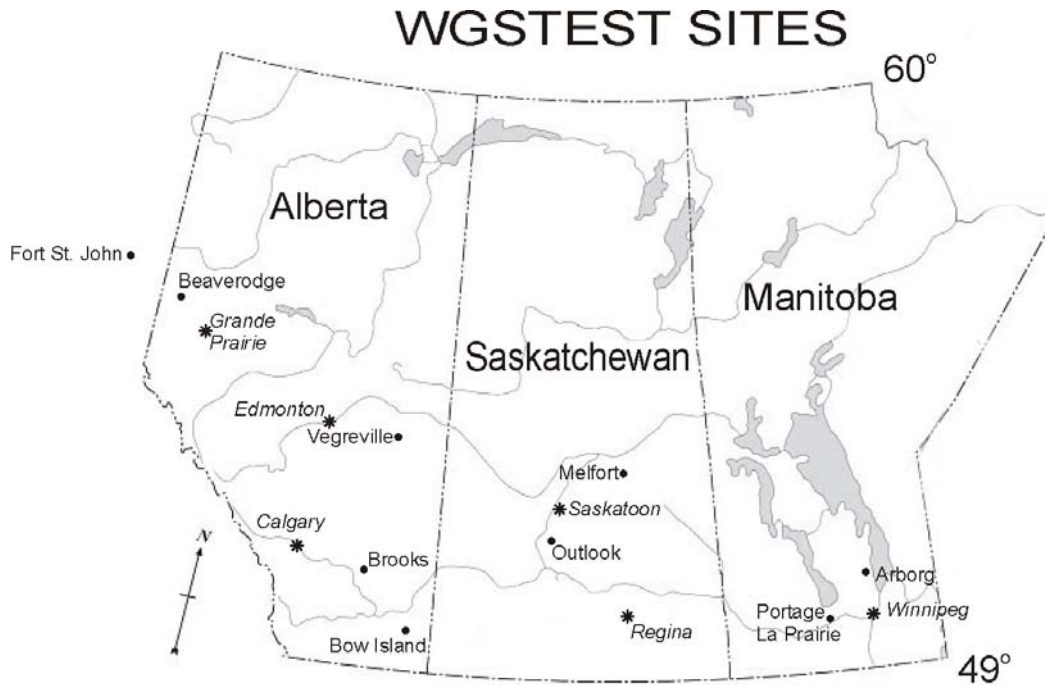 WGSTEST SITES
60°
Alberta
Fort St. John
Beaverodge
Grande
Prairie
Manitoba
Saskatchewan
Edmonton
Vegreville
Melfort
Saskatoon
Calgary
N
Outlook
Brooks
Arborg
Portage
La Prairie
Winnipeg
Regina
Bow Island
49°